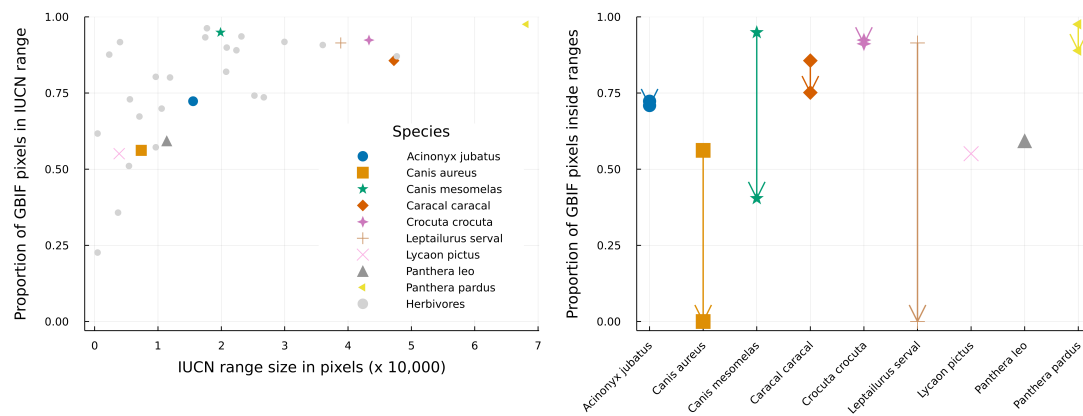 Proportion of GBIF pixels in IUCN range
1.00
0.75
0.50
0.25
0.00
0
1
2
3
4
5
6
7
IUCN range size in pixels (x 10,000)
Species
Acinonyx jubatus
Canis aureus
Canis mesomelas
Caracal caracal
Crocuta crocuta
Leptailurus serval
Lycaon pictus
Panthera leo
Panthera pardus
Herbivores
Proportion of GBIF pixels inside ranges
1.00
0.75
0.50
0.25
0.00
Acinonyx jubatus
Canis aureus
Canis mesomelas
Caracal caracal
Crocuta crocuta
Leptailurus serval
Lycaon pictus
Panthera leo
Panthera pardus